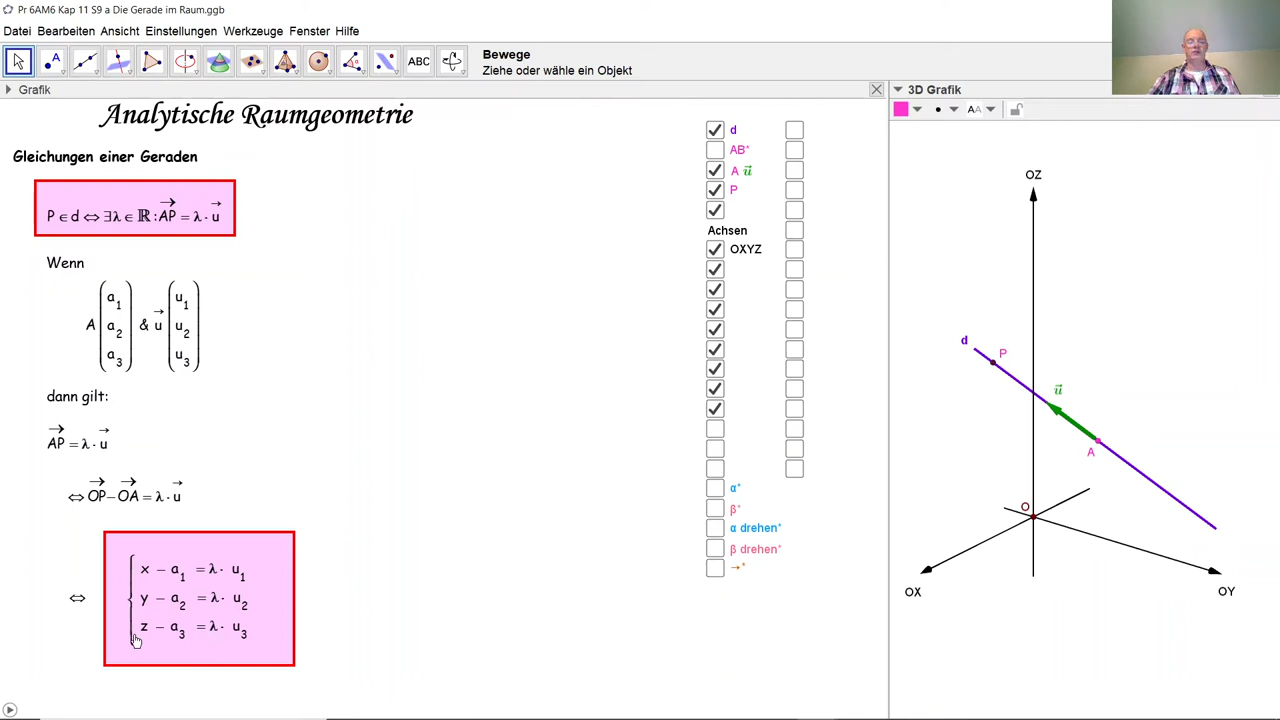 Pr 6AM6 Kap 11 S9 a Die Gerade im Raum.ggb
Datei Bearbeiten Ansicht Einstellungen Werkzeuge Fenster Hilfe
A ABC
Bewege
Ziehe oder wähle ein Objekt
Grafik
3D Grafik
AA
Analytische Raumgeometrie
Gleichungen einer Geraden
P ∈ d ⇔ ∃λ ∈ ℝ : AP⃗ = λ · u⃗
Wenn
A (a₁ a₂ a₃) & u⃗ (u₁ u₂ u₃)
dann gilt:
AP⃗ = λ · u⃗
⇔ OP⃗ − OA⃗ = λ · u⃗
⇔ { x − a₁ = λ · u₁
y − a₂ = λ · u₂
z − a₃ = λ · u₃
d
AB*
A u⃗
P
Achsen
OXYZ
α*
β*
α drehen*
β drehen*
→*
OZ
d
P
u⃗
A
O
OX
OY